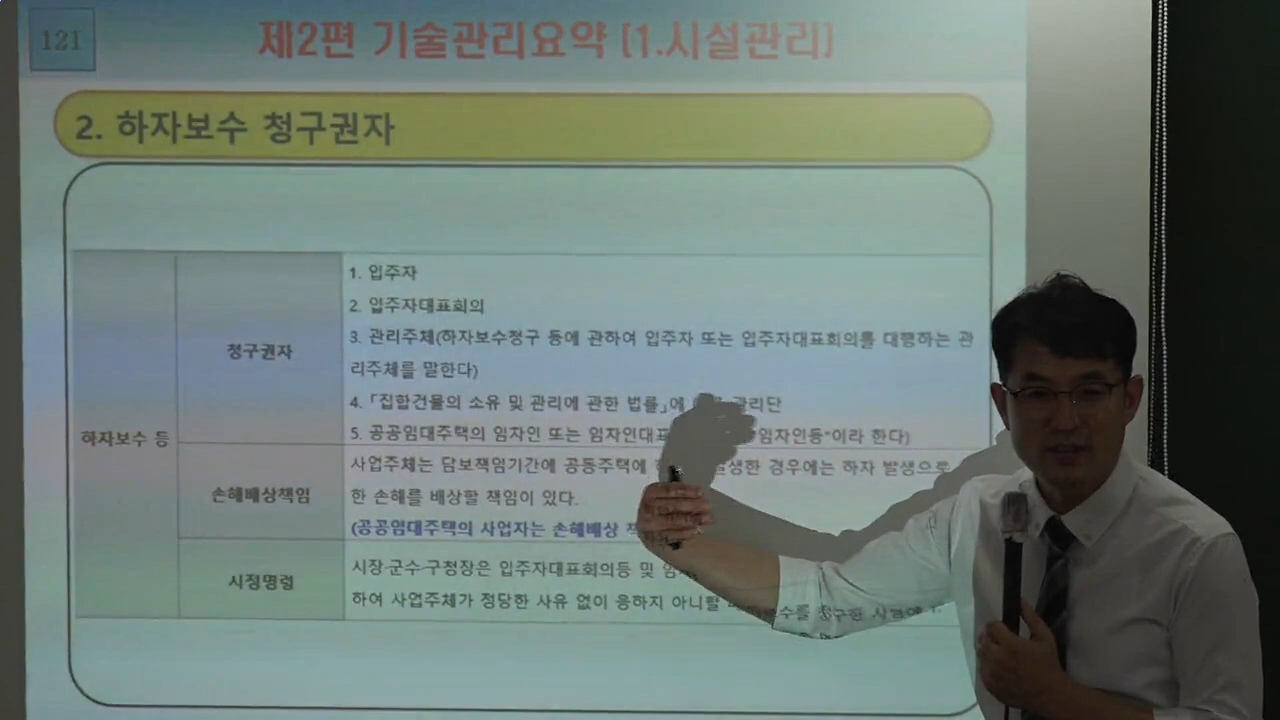 121
제2편 기술관리요약 [1.시설관리]
2. 하자보수 청구권자
하자보수 등
청구권자
1. 입주자
2. 입주자대표회의
3. 관리주체(하자보수청구 등에 관하여 입주자 또는 입주자대표회의를 대행하는 관
리주체를 말한다)
4. 「집합건물의 소유 및 관리에 관한 법률」에 관리단
5. 공공임대주택의 임차인 또는 임차인대표 임차인등"이라 한다)
손해배상책임
사업주체는 담보책임기간에 공동주택에 발생한 경우에는 하자 발생으로
한 손해를 배상할 책임이 있다.
(공공임대주택의 사업자는 손해배상
시정명령
시장·군수·구청장은 입주자대표회의등 및
하여 사업주체가 정당한 사유 없이 응하지 아니할